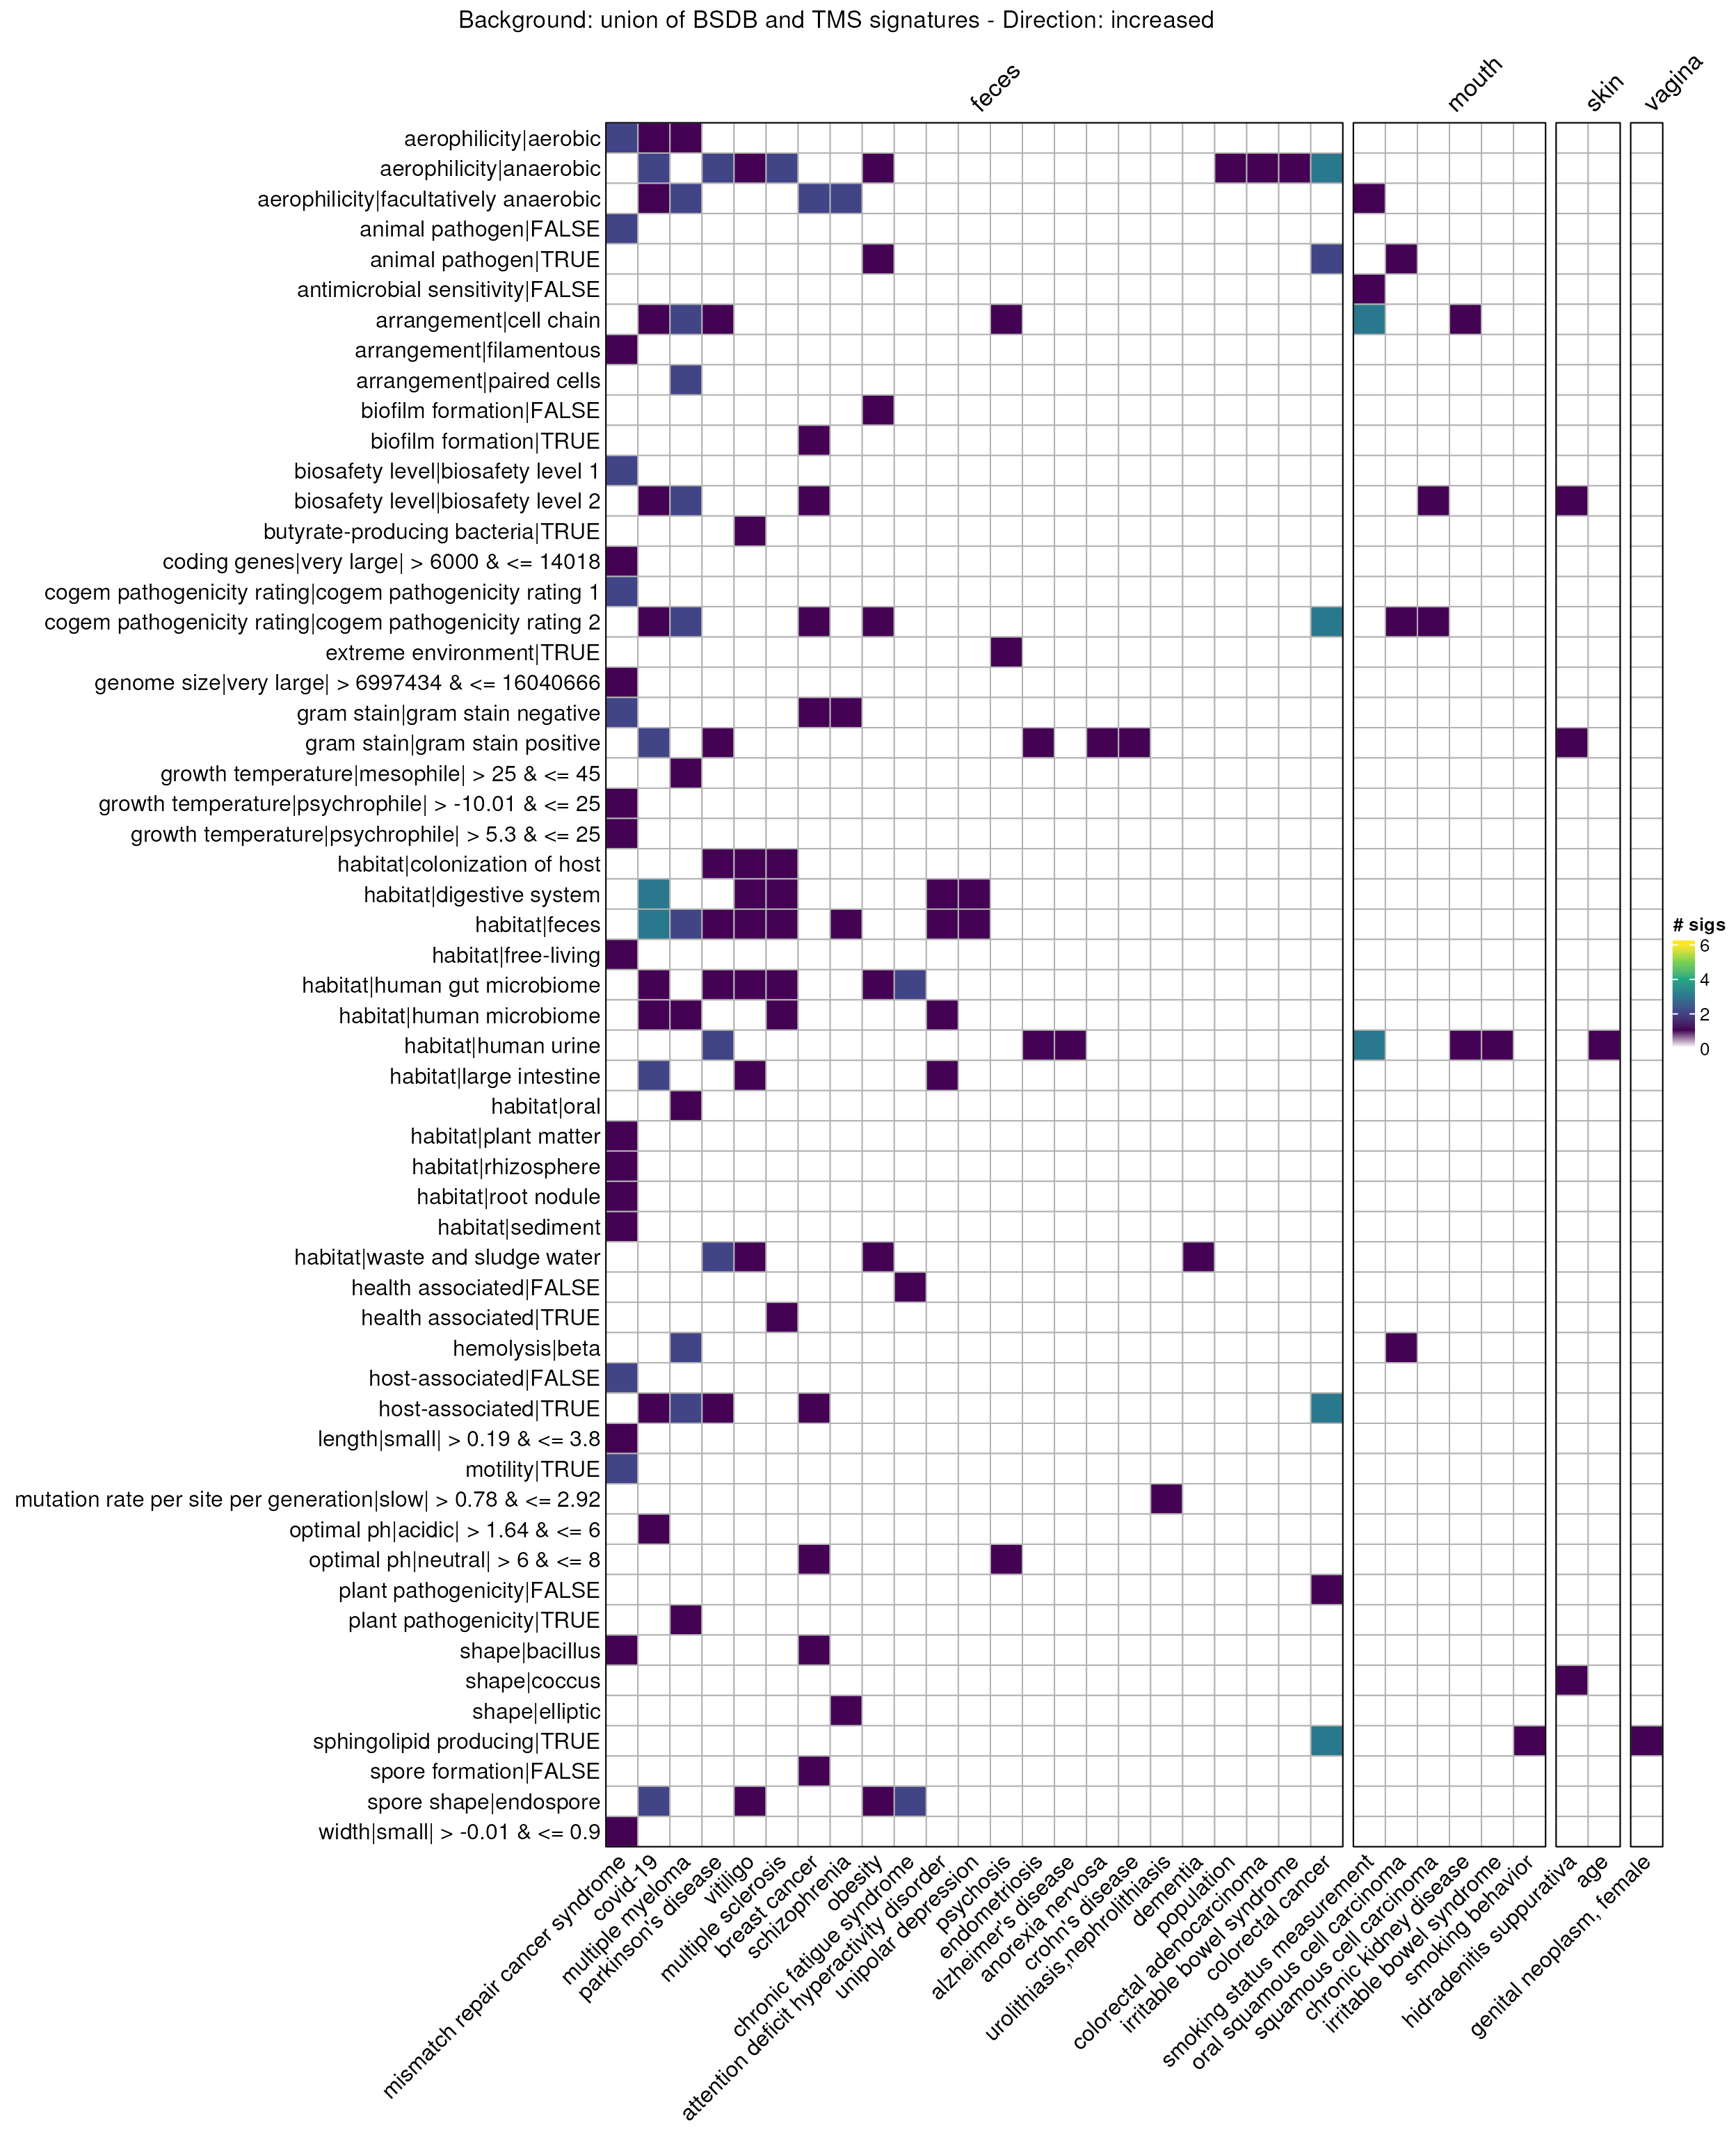 Background: union of BSDB and TMS signatures - Direction: increased
feces
mouth
skin
vagina
aerophilicity|aerobic
aerophilicity|anaerobic
aerophilicity|facultatively anaerobic
animal pathogen|FALSE
animal pathogen|TRUE
antimicrobial sensitivity|FALSE
arrangement|cell chain
arrangement|filamentous
arrangement|paired cells
biofilm formation|FALSE
biofilm formation|TRUE
biosafety level|biosafety level 1
biosafety level|biosafety level 2
butyrate-producing bacteria|TRUE
coding genes|very large| > 6000 & <= 14018
cogem pathogenicity rating|cogem pathogenicity rating 1
cogem pathogenicity rating|cogem pathogenicity rating 2
extreme environment|TRUE
genome size|very large| > 6997434 & <= 16040666
gram stain|gram stain negative
gram stain|gram stain positive
growth temperature|mesophile| > 25 & <= 45
growth temperature|psychrophile| > -10.01 & <= 25
growth temperature|psychrophile| > 5.3 & <= 25
habitat|colonization of host
habitat|digestive system
habitat|feces
habitat|free-living
habitat|human gut microbiome
habitat|human microbiome
habitat|human urine
habitat|large intestine
habitat|oral
habitat|plant matter
habitat|rhizosphere
habitat|root nodule
habitat|sediment
habitat|waste and sludge water
health associated|FALSE
health associated|TRUE
hemolysis|beta
host-associated|FALSE
host-associated|TRUE
length|small| > 0.19 & <= 3.8
motility|TRUE
mutation rate per site per generation|slow| > 0.78 & <= 2.92
optimal ph|acidic| > 1.64 & <= 6
optimal ph|neutral| > 6 & <= 8
plant pathogenicity|FALSE
plant pathogenicity|TRUE
shape|bacillus
shape|coccus
shape|elliptic
sphingolipid producing|TRUE
spore formation|FALSE
spore shape|endospore
width|small| > -0.01 & <= 0.9
# sigs
6
4
2
0
mismatch repair cancer syndrome
covid-19
multiple myeloma
parkinson's disease
vitiligo
multiple sclerosis
breast cancer
schizophrenia
obesity
chronic fatigue syndrome
attention deficit hyperactivity disorder
unipolar depression
psychosis
endometriosis
alzheimer's disease
anorexia nervosa
crohn's disease
urolithiasis,nephrolithiasis
dementia
population
colorectal adenocarcinoma
irritable bowel syndrome
colorectal cancer
smoking status measurement
oral squamous cell carcinoma
squamous cell carcinoma
chronic kidney disease
irritable bowel syndrome
smoking behavior
hidradenitis suppurativa
age
genital neoplasm, female